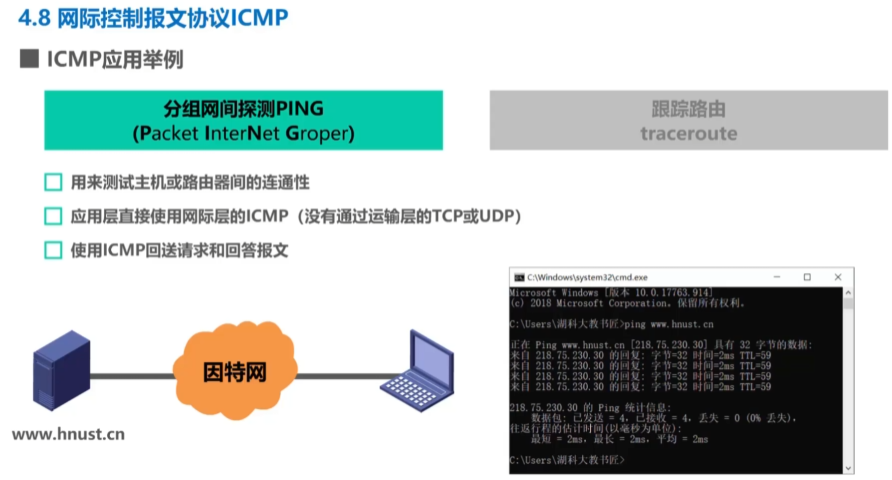 4.8 网际控制报文协议ICMP
ICMP应用举例
分组网间探测PING
(Packet InterNet Groper)
跟踪路由
traceroute
用来测试主机或路由器间的连通性
应用层直接使用网际层的ICMP（没有通过运输层的TCP或UDP）
使用ICMP回送请求和回答报文
因特网
www.hnust.cn
C:\Windows\system32\cmd.exe
Microsoft Windows [版本 10.0.17763.914]
(c) 2018 Microsoft Corporation。保留所有权利。
C:\Users\湖科大教书匠>ping www.hnust.cn
正在 Ping www.hnust.cn [218.75.230.30] 具有 32 字节的数据:
来自 218.75.230.30 的回复: 字节=32 时间=2ms TTL=59
来自 218.75.230.30 的回复: 字节=32 时间=2ms TTL=59
来自 218.75.230.30 的回复: 字节=32 时间=2ms TTL=59
来自 218.75.230.30 的回复: 字节=32 时间=2ms TTL=59
218.75.230.30 的 Ping 统计信息:
数据包: 已发送 = 4，已接收 = 4，丢失 = 0 (0% 丢失)，
往返行程的估计时间(以毫秒为单位):
最短 = 2ms，最长 = 2ms，平均 = 2ms
C:\Users\湖科大教书匠>